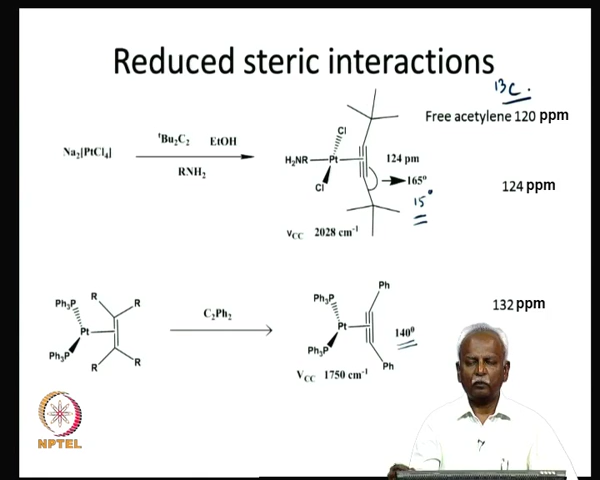 Reduced steric interactions
13C.
Free acetylene 120 ppm
Cl
ᵗBu₂C₂ EtOH
Na₂[PtCl₄]
H₂NR Pt 124 pm
RNH₂
165°
Cl
124 ppm
15°
νCC 2028 cm⁻¹
Ph
Ph₃P R R
Ph₃P
132 ppm
C₂Ph₂
Pt
Pt 140°
Ph₃P
Ph₃P
R R
Ph
VCC 1750 cm⁻¹
NPTEL